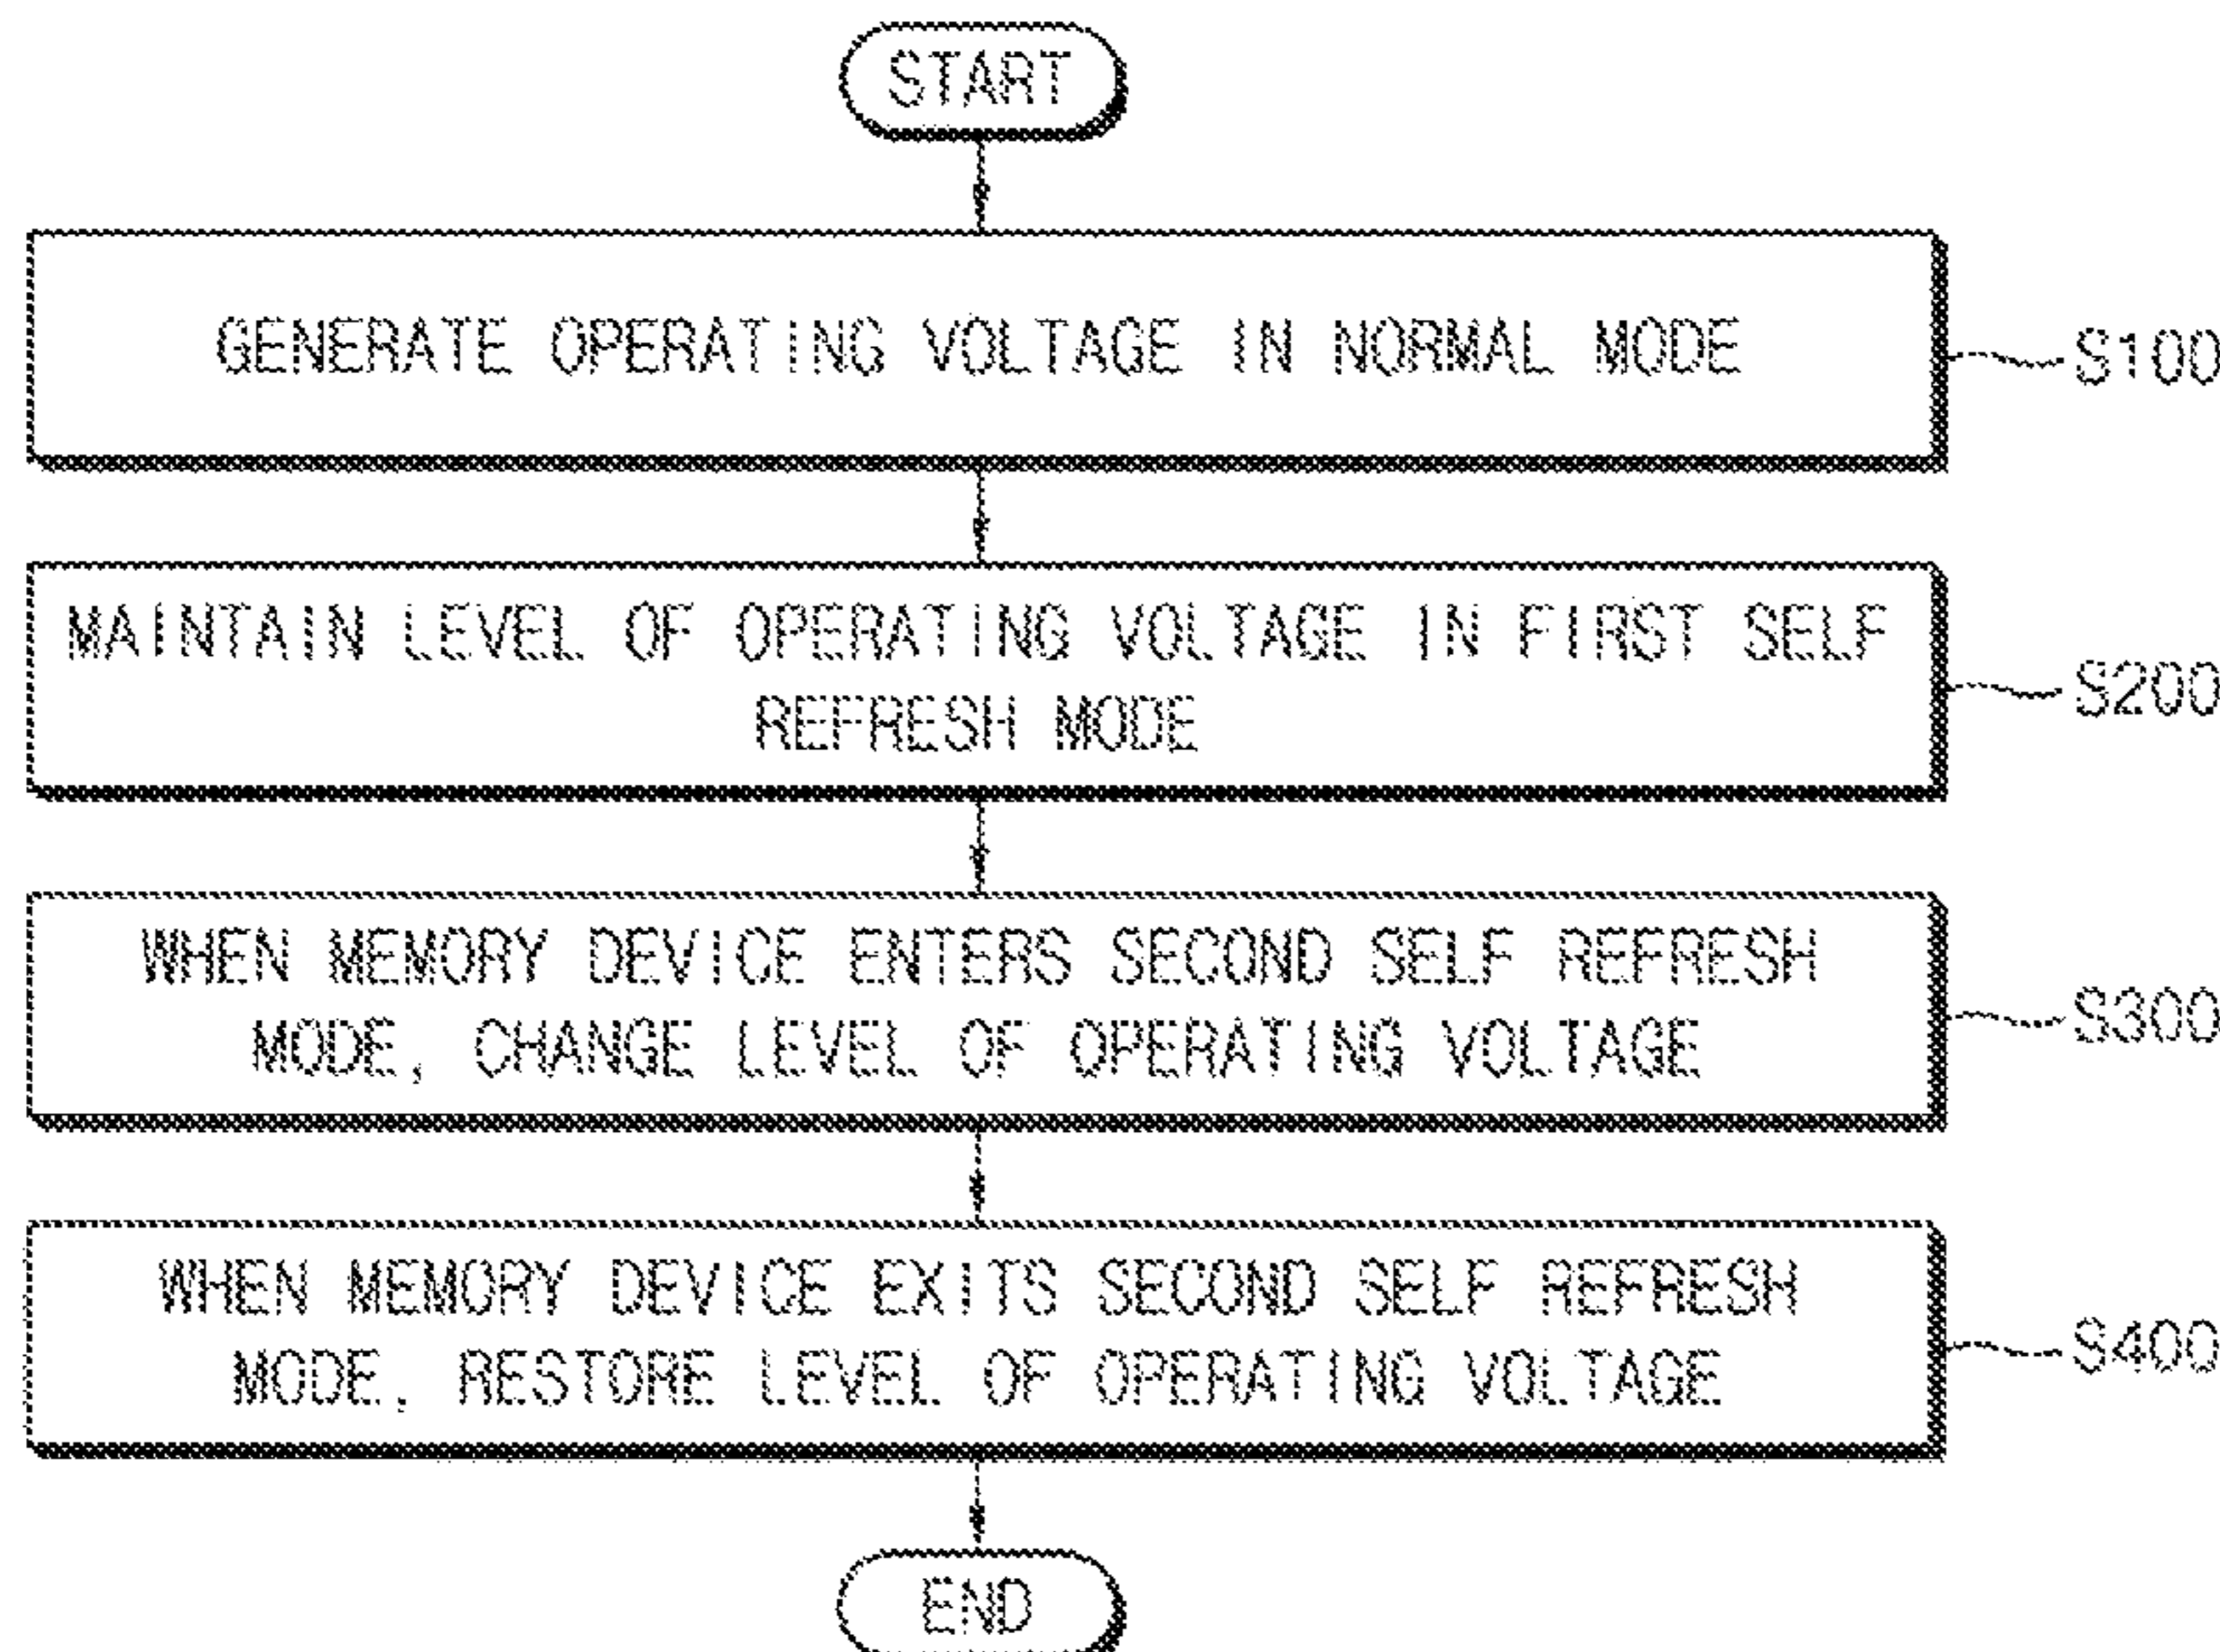 START
GENERATE OPERATING VOLTAGE IN NORMAL MODE
S100
MAINTAIN LEVEL OF OPERATING VOLTAGE IN FIRST SELF
REFRESH MODE
S200
WHEN MEMORY DEVICE ENTERS SECOND SELF REFRESH
MODE, CHANGE LEVEL OF OPERATING VOLTAGE
S300
WHEN MEMORY DEVICE EXITS SECOND SELF REFRESH
MODE, RESTORE LEVEL OF OPERATING VOLTAGE
S400
END